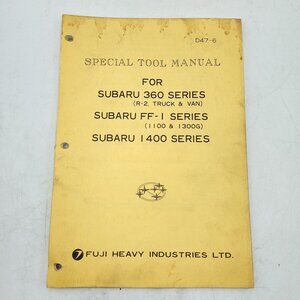 D47-6
SPECIAL TOOL MANUAL
FOR
SUBARU 360 SERIES
(R-2, TRUCK & VAN)
SUBARU FF-1 SERIES
(1100 & 1300G)
SUBARU 1400 SERIES
FUJI HEAVY INDUSTRIES LTD.